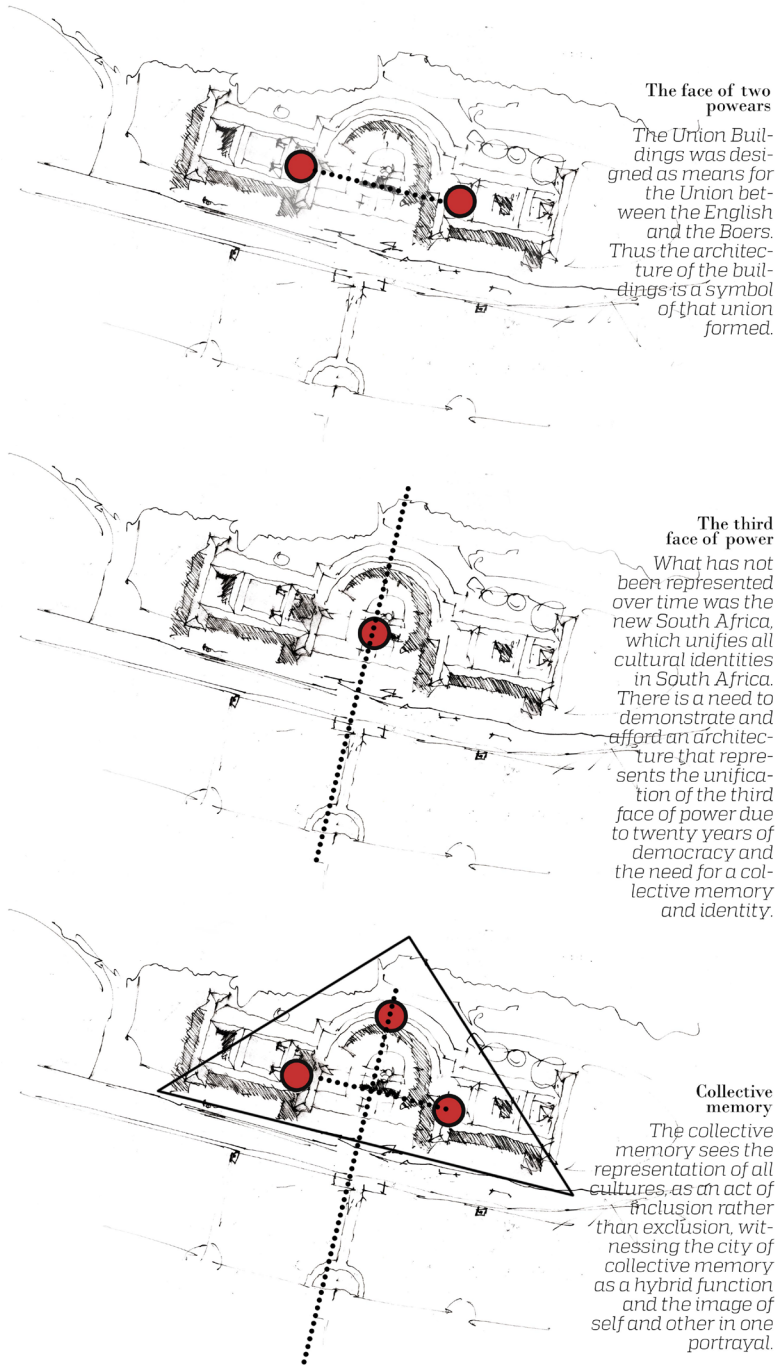 The face of two
powears
The Union Buil-
dings was desi-
gned as means for
the Union bet-
ween the English
and the Boers.
Thus the architec-
ture of the buil-
dings is a symbol
of that union
formed.
The third
face of power
What has not
been represented
over time was the
new South Africa,
which unifies all
cultural identities
in South Africa.
There is a need to
demonstrate and
afford an architec-
ture that repre-
sents the unifica-
tion of the third
face of power due
to twenty years of
democracy and
the need for a col-
lective memory
and identity.
Collective
memory
The collective
memory sees the
representation of all
cultures, as an act of
inclusion rather
than exclusion, wit-
nessing the city of
collective memory
as a hybrid function
and the image of
self and other in one
portrayal.